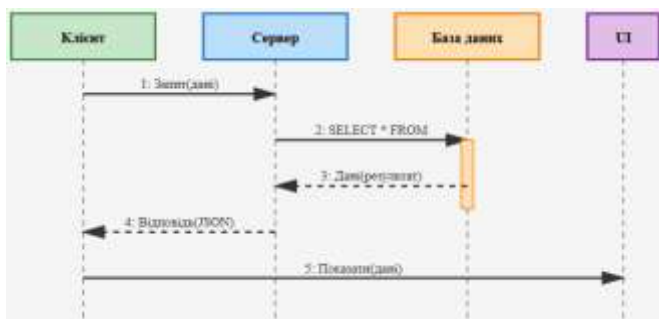 Клієнт
Сервер
База даних
UI
1: Запит(дані)
2: SELECT * FROM
3: Дані(результат)
4: Відповідь(JSON)
5: Показати(дані)